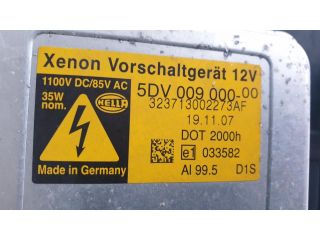 Xenon Vorschaltgerät 12V
1100V DC/85V AC
35W
nom.
HELLA
5DV 009 000-00
323713002273AF
19.11.07
DOT 2000h
e1 033582
Made in Germany
Al 99.5 D1S